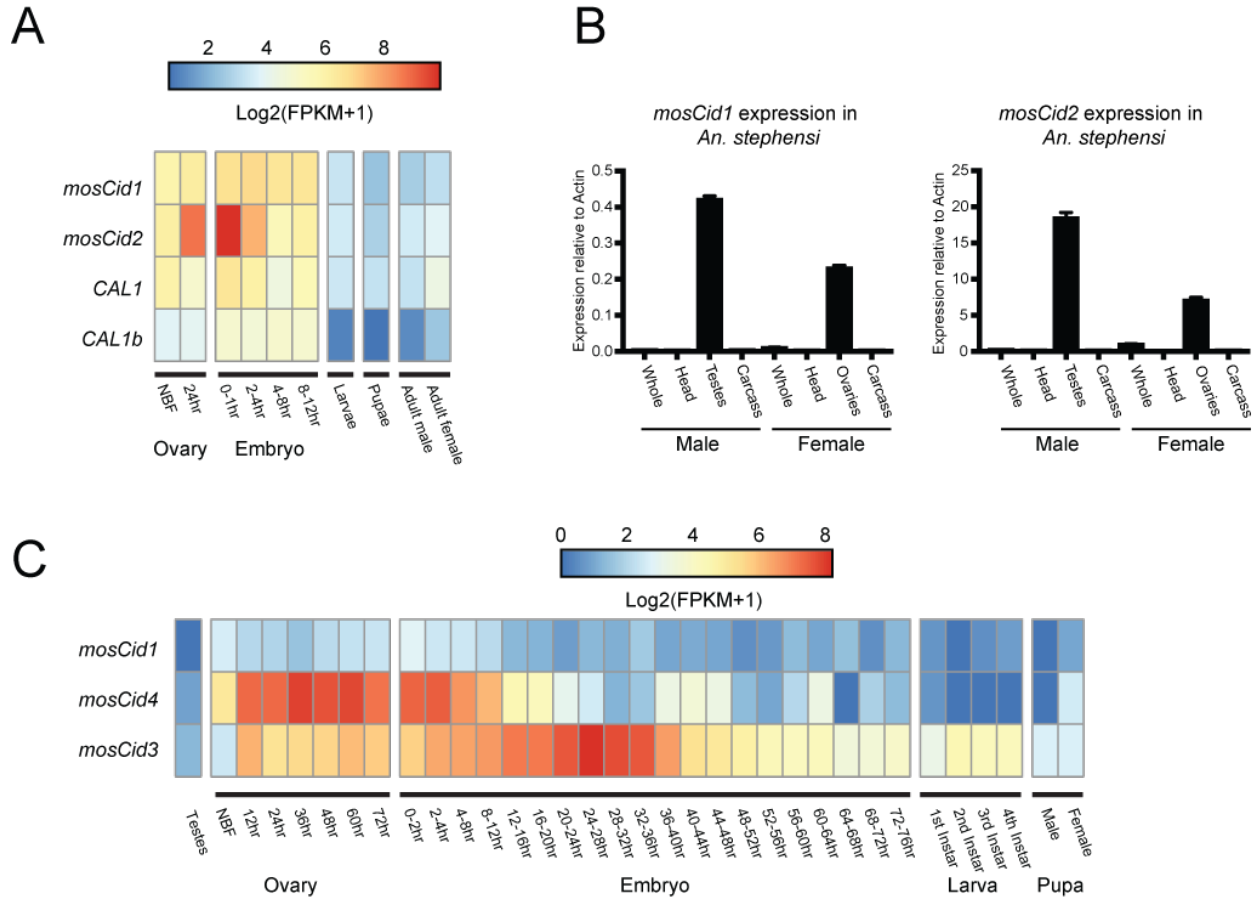 A
2 4 6 8
Log2(FPKM+1)
mosCid1
mosCid2
CAL1
CAL1b
NBF
24hr
0-1hr
2-4hr
4-8hr
8-12hr
Larvae
Pupae
Adult male
Adult female
Ovary
Embryo
B
mosCid1 expression in
An. stephensi
Expression relative to Actin
0.5
0.4
0.3
0.2
0.1
0.0
Whole
Head
Testes
Carcass
Whole
Head
Ovaries
Carcass
Male
Female
mosCid2 expression in
An. stephensi
Expression relative to Actin
25
20
15
10
5
0
Whole
Head
Testes
Carcass
Whole
Head
Ovaries
Carcass
Male
Female
C
0 2 4 6 8
Log2(FPKM+1)
mosCid1
mosCid4
mosCid3
Testes
NBF
12hr
24hr
36hr
48hr
60hr
72hr
0-2hr
2-4hr
4-8hr
8-12hr
12-16hr
16-20hr
20-24hr
24-28hr
28-32hr
32-36hr
36-40hr
40-44hr
44-48hr
48-52hr
52-56hr
56-60hr
60-64hr
64-68hr
68-72hr
72-76hr
1st Instar
2nd Instar
3rd Instar
4th Instar
Male
Female
Ovary
Embryo
Larva
Pupa